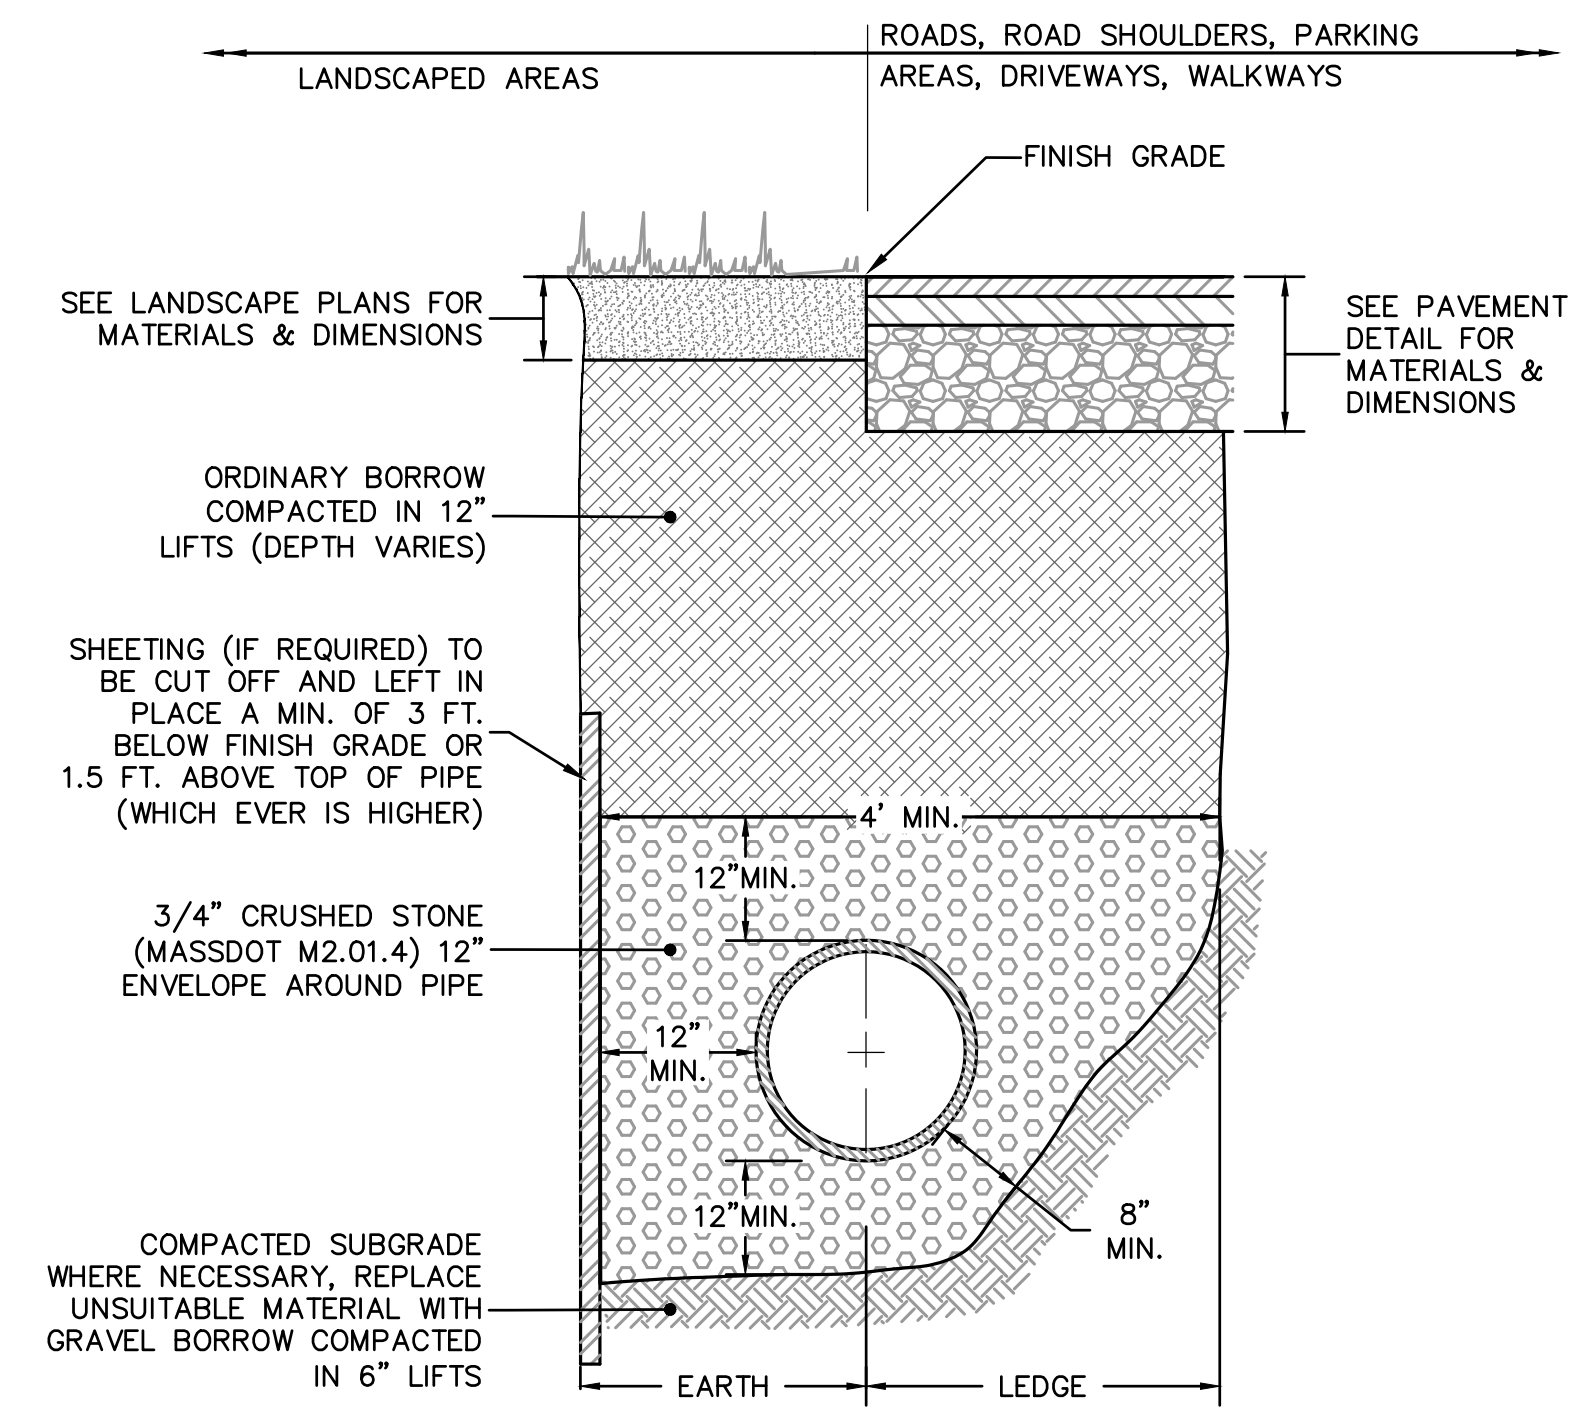 ROADS, ROAD SHOULDERS, PARKING
AREAS, DRIVEWAYS, WALKWAYS
LANDSCAPED AREAS
FINISH GRADE
SEE LANDSCAPE PLANS FOR
MATERIALS & DIMENSIONS
SEE PAVEMENT
DETAIL FOR
MATERIALS &
DIMENSIONS
ORDINARY BORROW
COMPACTED IN 12"
LIFTS (DEPTH VARIES)
SHEETING (IF REQUIRED) TO
BE CUT OFF AND LEFT IN
PLACE A MIN. OF 3 FT.
BELOW FINISH GRADE OR
1.5 FT. ABOVE TOP OF PIPE
(WHICH EVER IS HIGHER)
4' MIN.
12"MIN.
3/4" CRUSHED STONE
(MASSDOT M2.01.4) 12"
ENVELOPE AROUND PIPE
12"
MIN.
12"MIN.
8"
MIN.
COMPACTED SUBGRADE
WHERE NECESSARY, REPLACE
UNSUITABLE MATERIAL WITH
GRAVEL BORROW COMPACTED
IN 6" LIFTS
EARTH
LEDGE